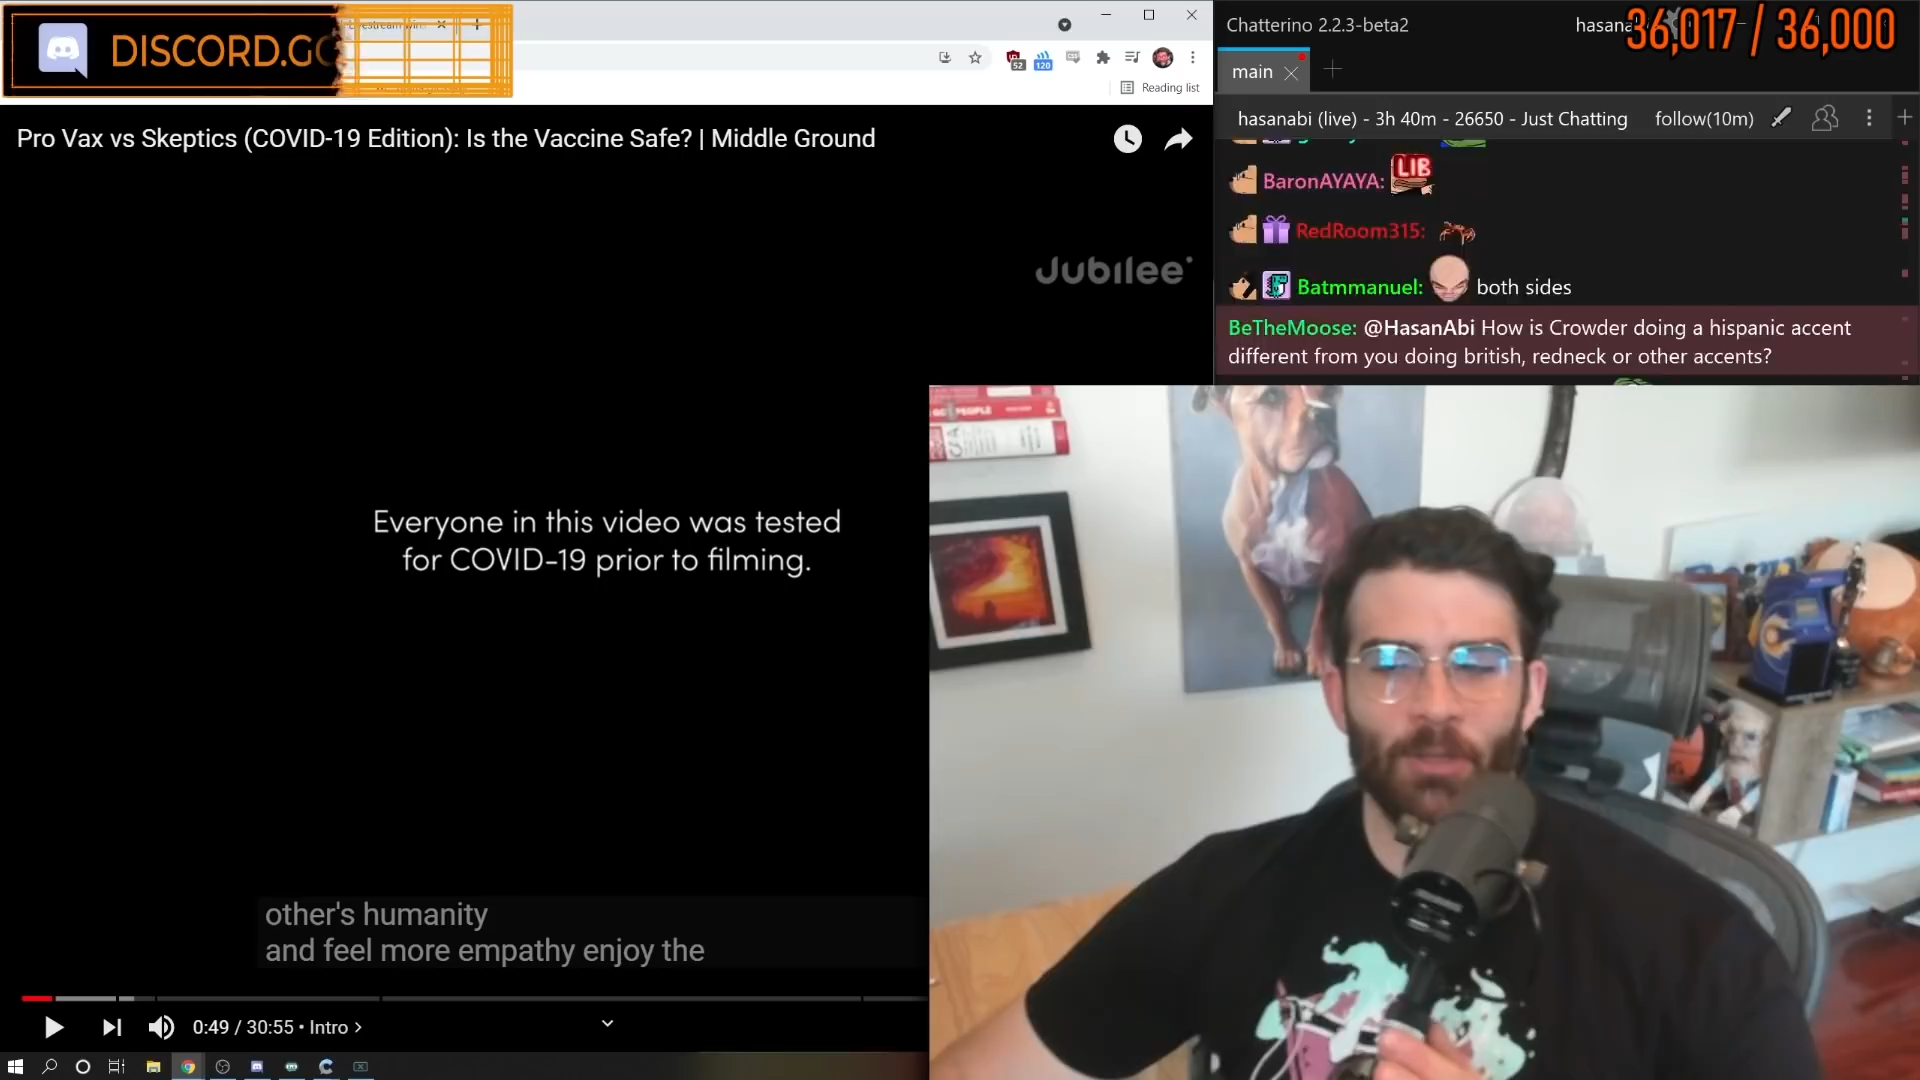 DISCORD.G
Reading list
52
120
Pro Vax vs Skeptics (COVID-19 Edition): Is the Vaccine Safe? | Middle Ground
Jubilee
Everyone in this video was tested
for COVID-19 prior to filming.
other's humanity
and feel more empathy enjoy the
0:49 / 30:55 • Intro >
Chatterino 2.2.3-beta2
36,017 / 36,000
main
hasanabi (live) - 3h 40m - 26650 - Just Chatting
follow(10m)
BaronAYAYA:
LIB
RedRoom315:
Batmmanuel: both sides
BeTheMoose: @HasanAbi How is Crowder doing a hispanic accent
different from you doing british, redneck or other accents?